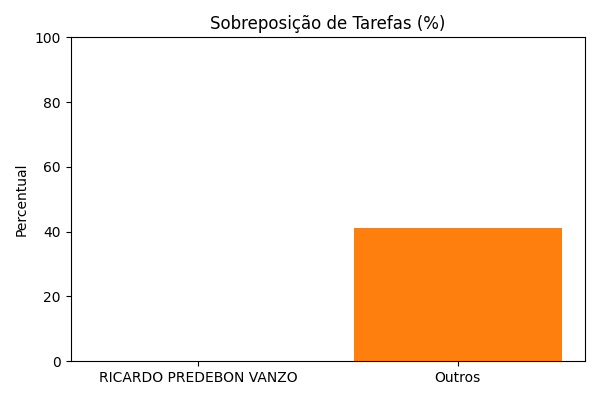 Sobreposição de Tarefas (%)
Percentual
100
80
60
40
20
0
RICARDO PREDEBON VANZO
Outros